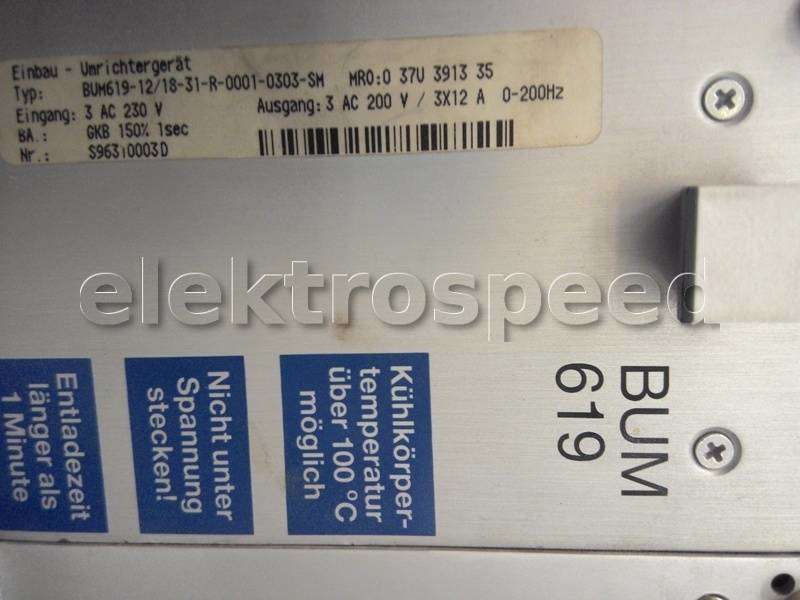 Einbau - Umrichtergerät
Typ: BUM619-12/18-31-R-0001-0303-SM MRO:0 37U 3913 35
Eingang: 3 AC 230 V Ausgang: 3 AC 200 V / 3X12 A 0-200Hz
BA.: GKB 150% 1sec
Nr.:
elektrospeed
BUM
619
Kühlkörper-
temperatur
über 100 °C
möglich
Nicht unter
Spannung
stecken!
Entladezeit
länger als
1 Minute